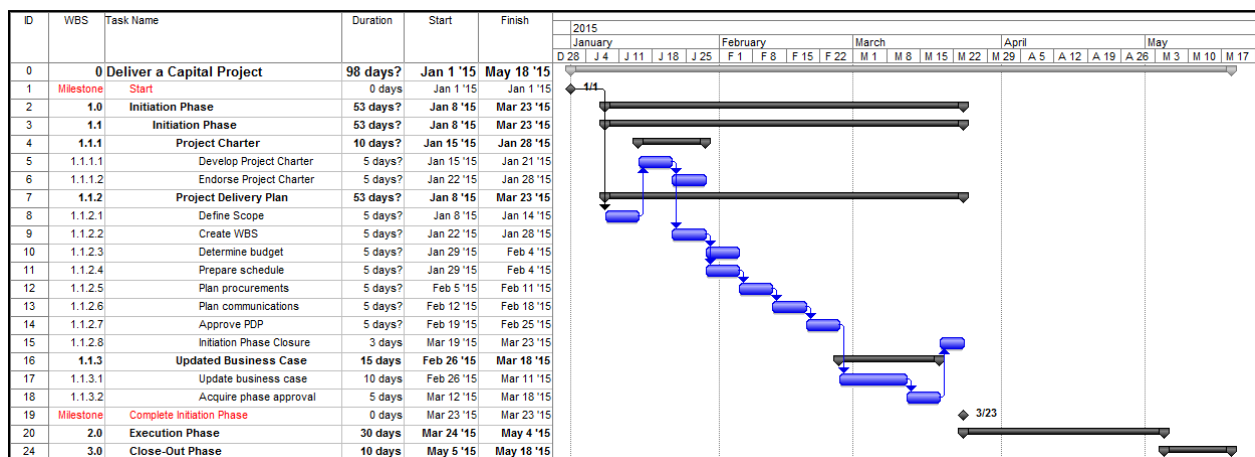 ID WBS Task Name Duration Start Finish
2015
January February March April May
D 28 J 4 J 11 J 18 J 25 F 1 F 8 F 15 F 22 M 1 M 8 M 15 M 22 M 29 A 5 A 12 A 19 A 26 M 3 M 10 M 17
0 0 Deliver a Capital Project 98 days? Jan 1 '15 May 18 '15
1 Milestone Start 0 days Jan 1 '15 Jan 1 '15 1/1
2 1.0 Initiation Phase 53 days? Jan 8 '15 Mar 23 '15
3 1.1 Initiation Phase 53 days? Jan 8 '15 Mar 23 '15
4 1.1.1 Project Charter 10 days? Jan 15 '15 Jan 28 '15
5 1.1.1.1 Develop Project Charter 5 days? Jan 15 '15 Jan 21 '15
6 1.1.1.2 Endorse Project Charter 5 days? Jan 22 '15 Jan 28 '15
7 1.1.2 Project Delivery Plan 53 days? Jan 8 '15 Mar 23 '15
8 1.1.2.1 Define Scope 5 days? Jan 8 '15 Jan 14 '15
9 1.1.2.2 Create WBS 5 days? Jan 22 '15 Jan 28 '15
10 1.1.2.3 Determine budget 5 days? Jan 29 '15 Feb 4 '15
11 1.1.2.4 Prepare schedule 5 days? Jan 29 '15 Feb 4 '15
12 1.1.2.5 Plan procurements 5 days? Feb 5 '15 Feb 11 '15
13 1.1.2.6 Plan communications 5 days? Feb 12 '15 Feb 18 '15
14 1.1.2.7 Approve PDP 5 days? Feb 19 '15 Feb 25 '15
15 1.1.2.8 Initiation Phase Closure 3 days Mar 19 '15 Mar 23 '15
16 1.1.3 Updated Business Case 15 days Feb 26 '15 Mar 18 '15
17 1.1.3.1 Update business case 10 days Feb 26 '15 Mar 11 '15
18 1.1.3.2 Acquire phase approval 5 days Mar 12 '15 Mar 18 '15
19 Milestone Complete Initiation Phase 0 days Mar 23 '15 Mar 23 '15 3/23
20 2.0 Execution Phase 30 days Mar 24 '15 May 4 '15
24 3.0 Close-Out Phase 10 days May 5 '15 May 18 '15